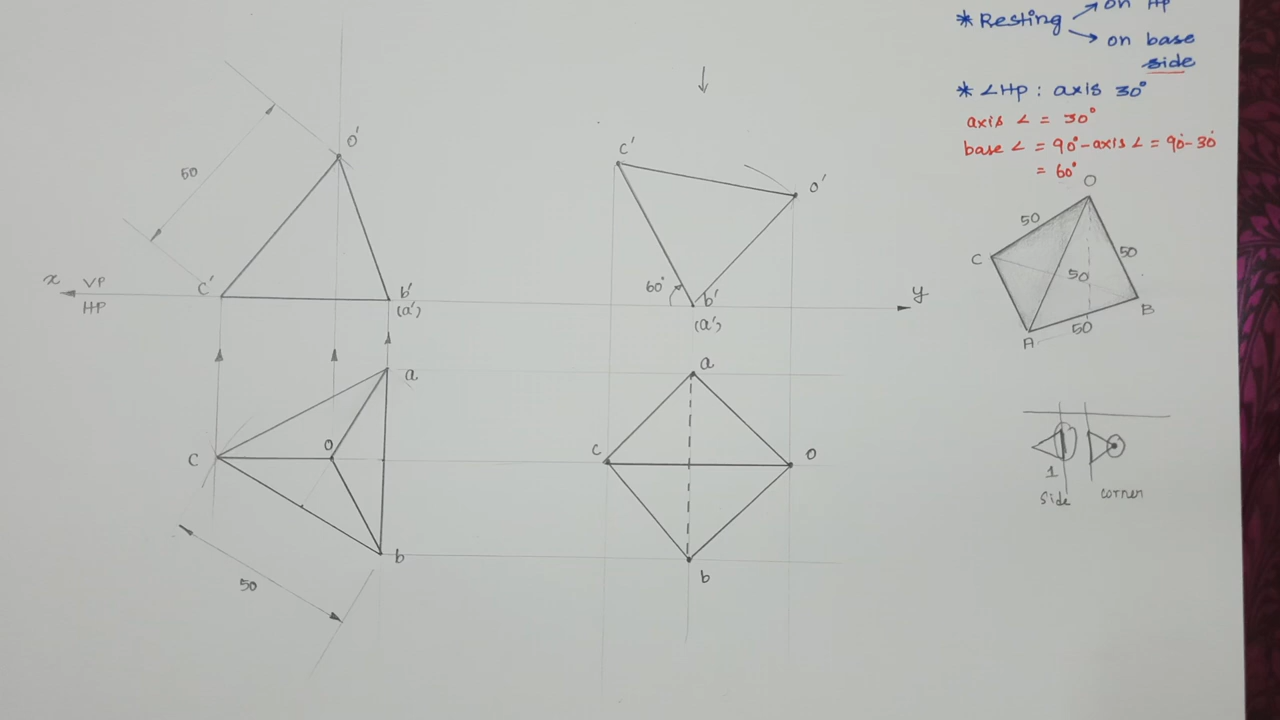 on HP
* Resting
on base
side
* ∠Hp : axis 30°
axis ∠ = 30°
base ∠ = 90° - axis ∠ = 90° - 30°
= 60°
O
50
C
50
50
50
B
A
1
side
corner
o'
50
c'
b'
(a')
x
VP
HP
a
o
c
b
50
c'
o'
60°
b'
(a')
y
a
c
o
b